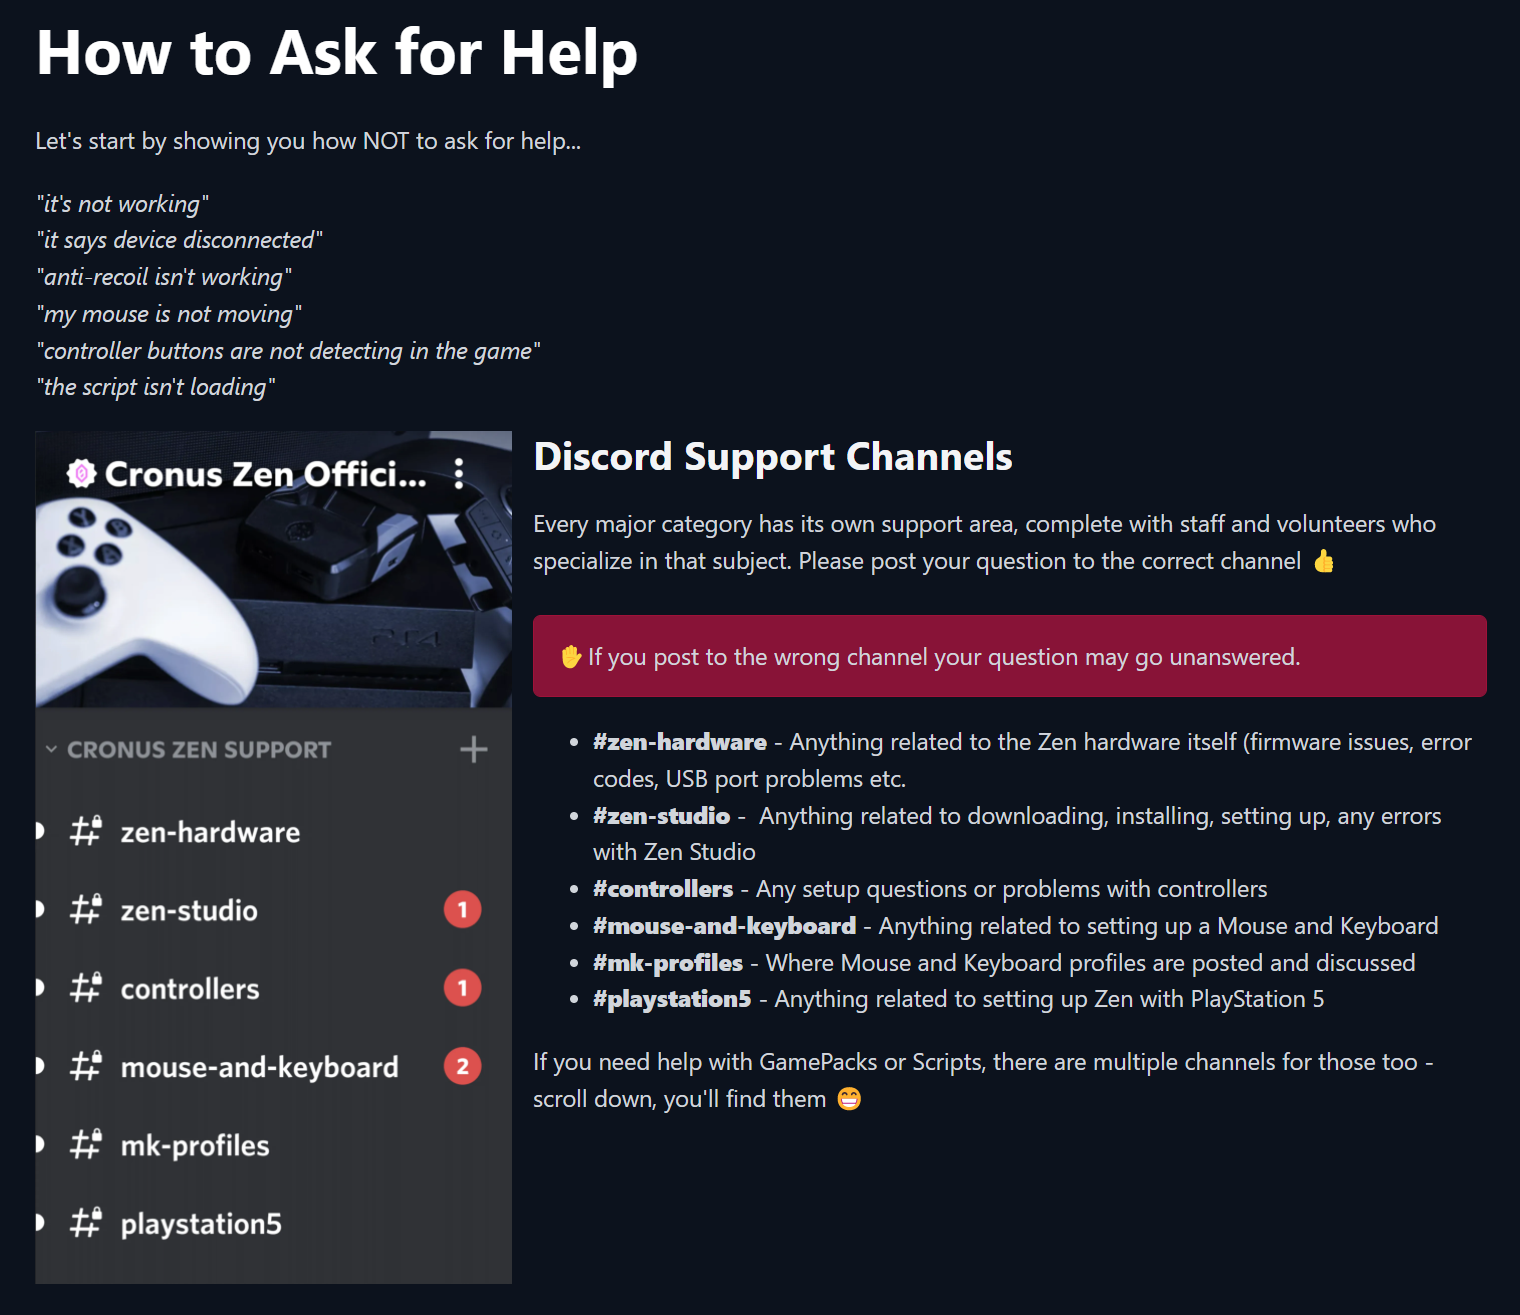 How to Ask for Help
Let's start by showing you how NOT to ask for help...
"it's not working"
"it says device disconnected"
"anti-recoil isn't working"
"my mouse is not moving"
"controller buttons are not detecting in the game"
"the script isn't loading"
Cronus Zen Offici...
Y
B
X
A
PS4
CRONUS ZEN SUPPORT
# zen-hardware
# zen-studio 1
# controllers 1
# mouse-and-keyboard 2
# mk-profiles
# playstation5
Discord Support Channels
Every major category has its own support area, complete with staff and volunteers who
specialize in that subject. Please post your question to the correct channel 👍
✋If you post to the wrong channel your question may go unanswered.
• #zen-hardware - Anything related to the Zen hardware itself (firmware issues, error
codes, USB port problems etc.
• #zen-studio -  Anything related to downloading, installing, setting up, any errors
with Zen Studio
• #controllers - Any setup questions or problems with controllers
• #mouse-and-keyboard - Anything related to setting up a Mouse and Keyboard
• #mk-profiles - Where Mouse and Keyboard profiles are posted and discussed
• #playstation5 - Anything related to setting up Zen with PlayStation 5
If you need help with GamePacks or Scripts, there are multiple channels for those too -
scroll down, you'll find them 😁